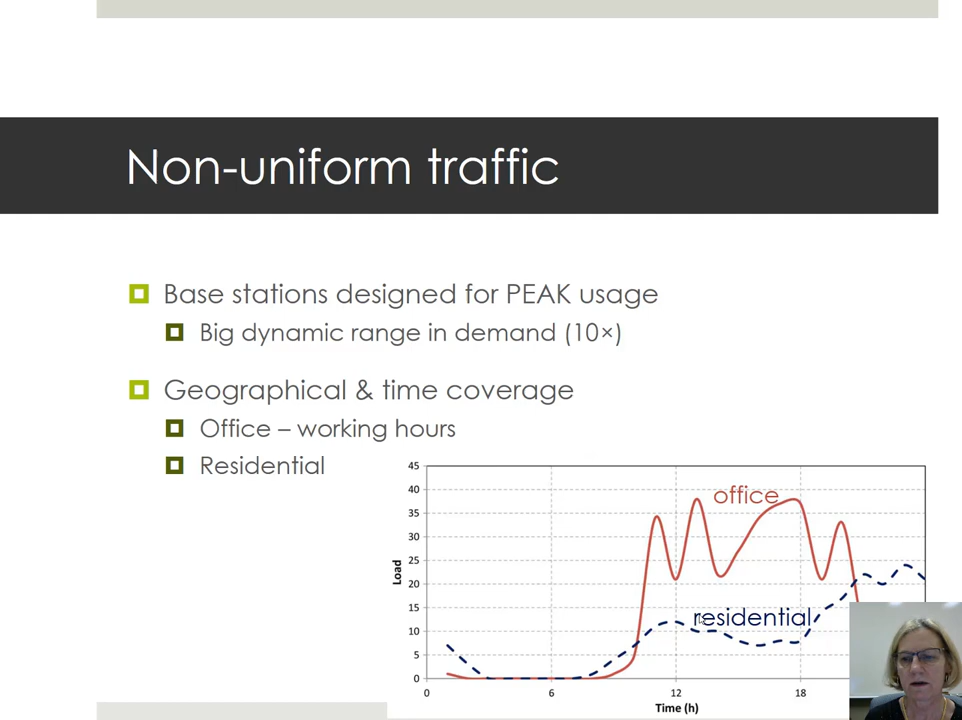 Non-uniform traffic
Base stations designed for PEAK usage
Big dynamic range in demand (10×)
Geographical & time coverage
Office – working hours
Residential
45
40
35
30
25
20
15
10
5
0
Load
office
residential
0 6 12 18
Time (h)